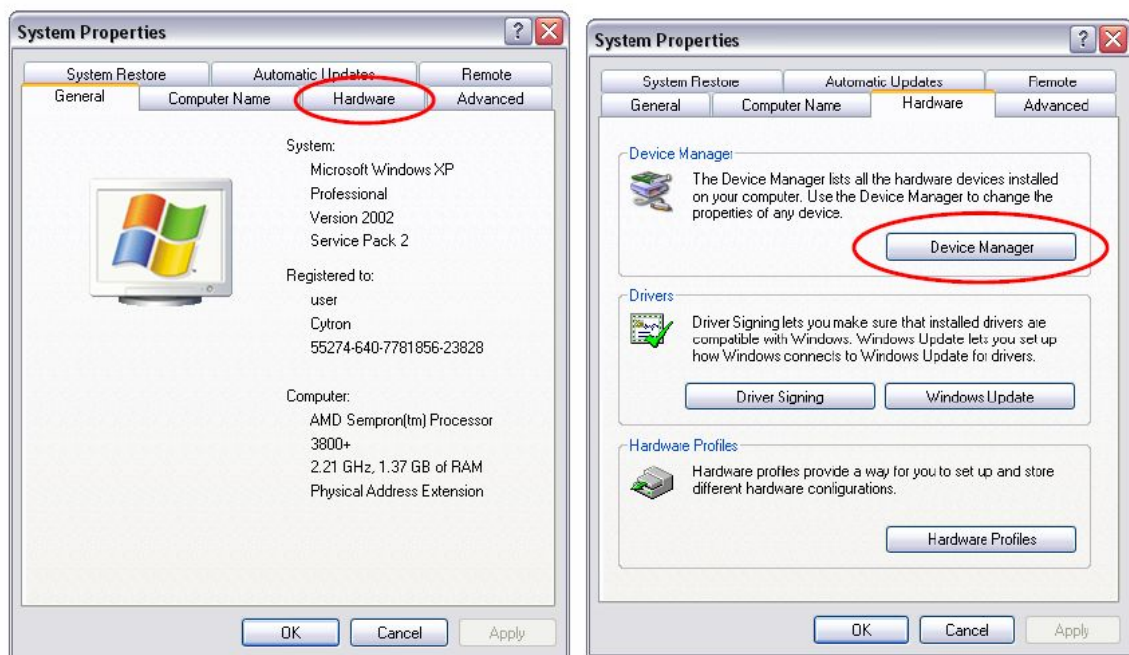 System Properties
System Restore Automatic Updates Remote
General Computer Name Hardware Advanced
System:
Microsoft Windows XP
Professional
Version 2002
Service Pack 2
Registered to:
user
Cytron
55274-640-7781856-23828
Computer:
AMD Sempron(tm) Processor
3800+
2.21 GHz, 1.37 GB of RAM
Physical Address Extension
OK Cancel Apply
System Properties
System Restore Automatic Updates Remote
General Computer Name Hardware Advanced
Device Manager
The Device Manager lists all the hardware devices installed
on your computer. Use the Device Manager to change the
properties of any device.
Device Manager
Drivers
Driver Signing lets you make sure that installed drivers are
compatible with Windows. Windows Update lets you set up
how Windows connects to Windows Update for drivers.
Driver Signing Windows Update
Hardware Profiles
Hardware profiles provide a way for you to set up and store
different hardware configurations.
Hardware Profiles
OK Cancel Apply